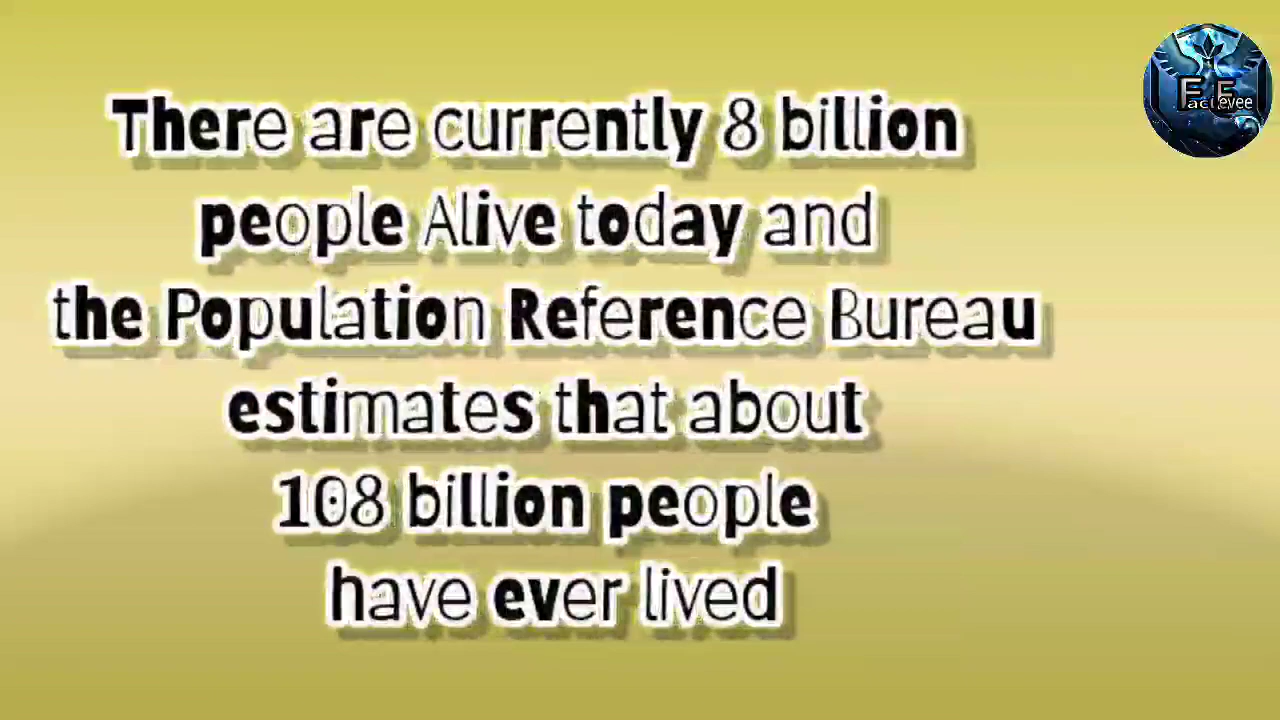 There are currently 8 billion
people Alive today and
the Population Reference Bureau
estimates that about
108 billion people
have ever lived